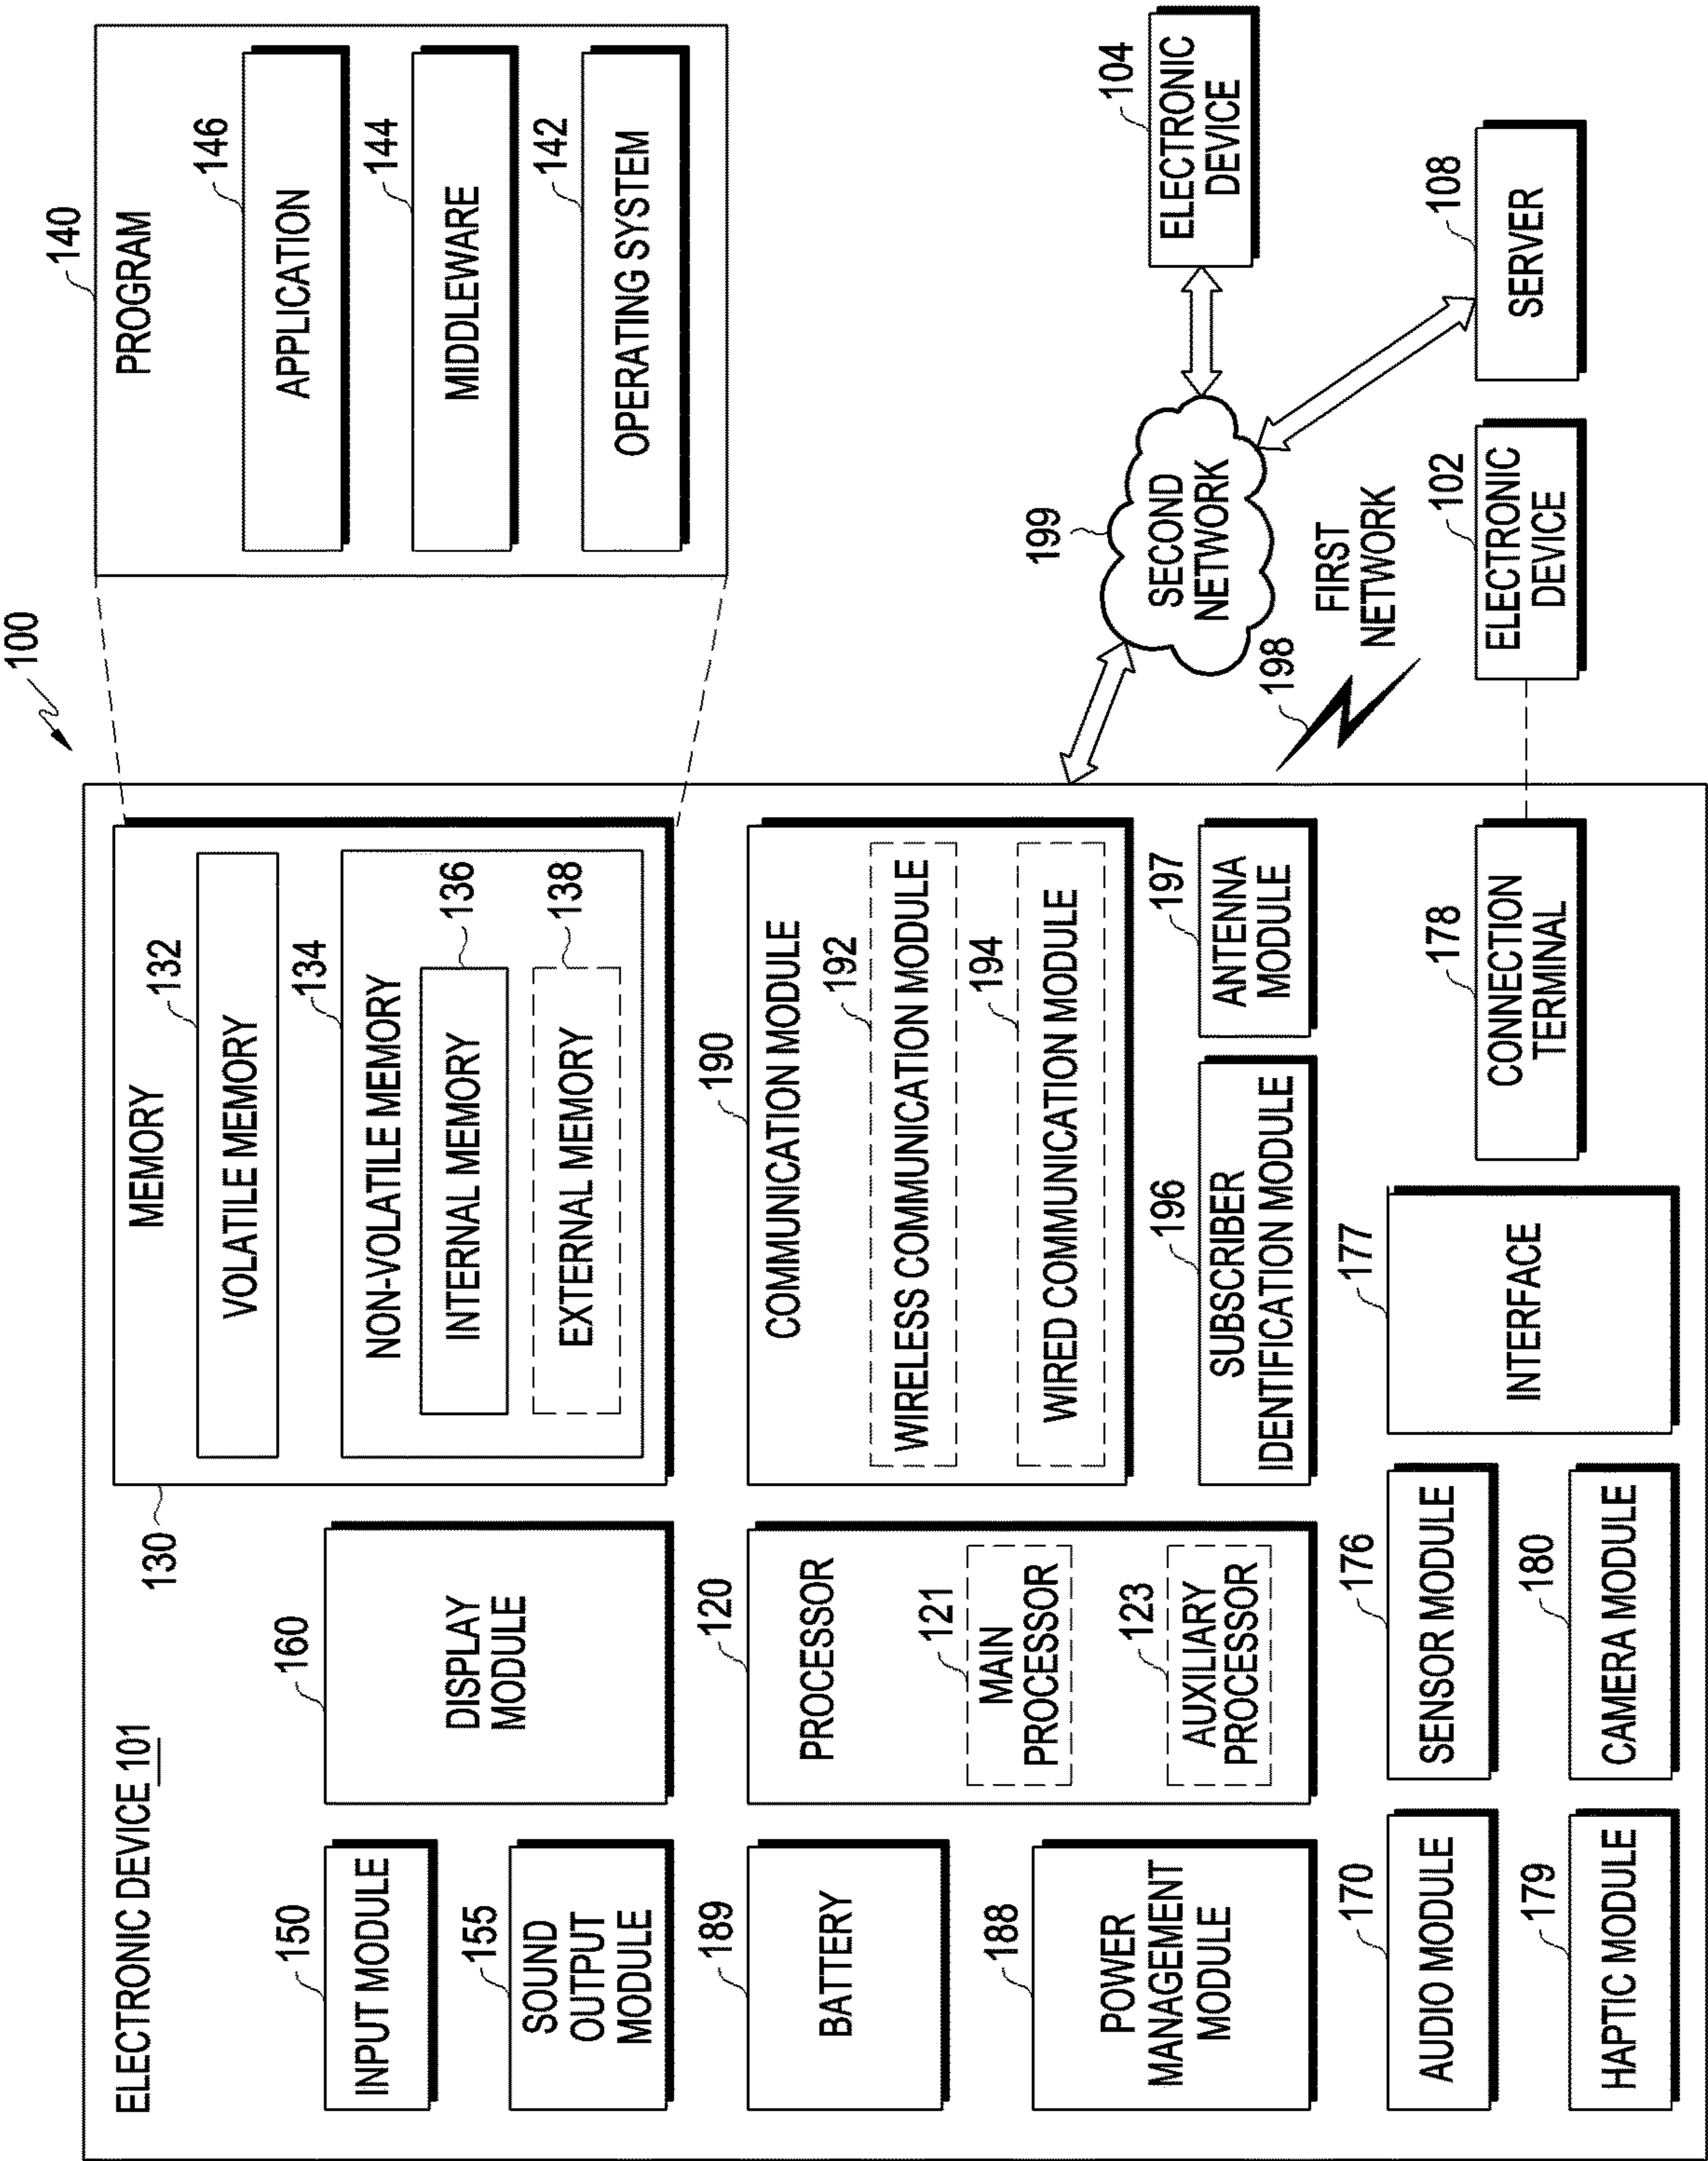 100
ELECTRONIC DEVICE 101
150
INPUT MODULE
155
SOUND
OUTPUT
MODULE
189
BATTERY
188
POWER
MANAGEMENT
MODULE
170
AUDIO MODULE
179
HAPTIC MODULE
160
DISPLAY
MODULE
120
PROCESSOR
121
MAIN
PROCESSOR
123
AUXILIARY
PROCESSOR
176
SENSOR MODULE
180
CAMERA MODULE
130
MEMORY
132
VOLATILE MEMORY
134
NON-VOLATILE MEMORY
136
INTERNAL MEMORY
138
EXTERNAL MEMORY
190
COMMUNICATION MODULE
192
WIRELESS COMMUNICATION MODULE
194
WIRED COMMUNICATION MODULE
196
SUBSCRIBER
IDENTIFICATION MODULE
197
ANTENNA
MODULE
177
INTERFACE
178
CONNECTION
TERMINAL
140
PROGRAM
146
APPLICATION
144
MIDDLEWARE
142
OPERATING SYSTEM
199
SECOND
NETWORK
104
ELECTRONIC
DEVICE
108
SERVER
198
FIRST
NETWORK
102
ELECTRONIC
DEVICE